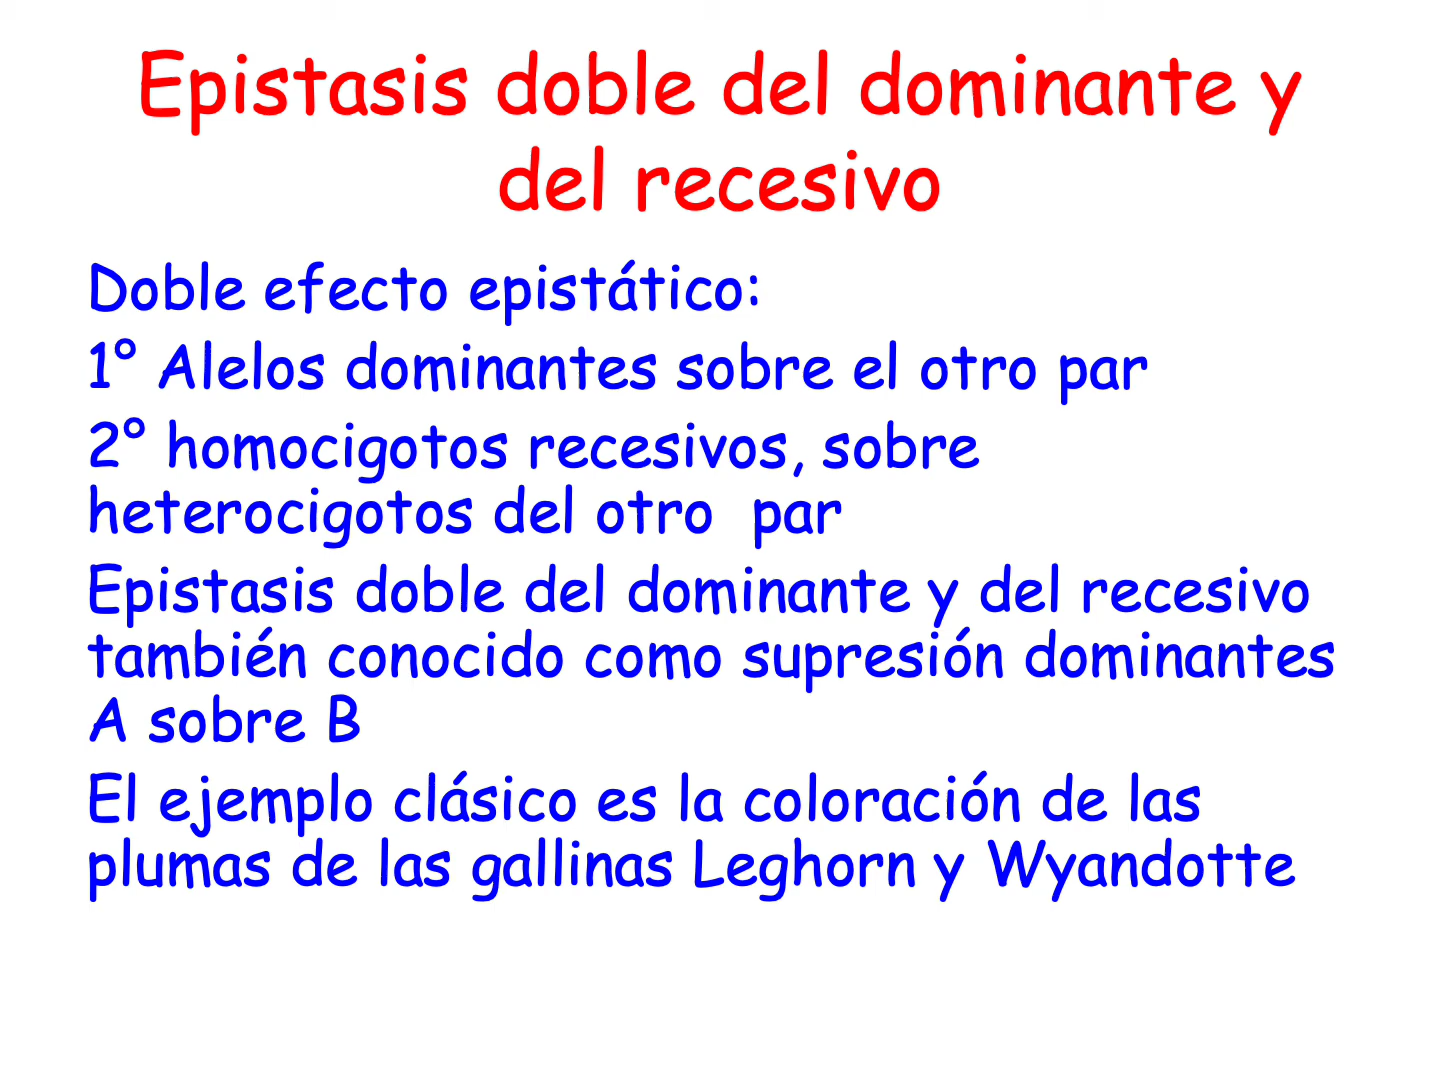 Epistasis doble del dominante y
del recesivo
Doble efecto epistático:
1° Alelos dominantes sobre el otro par
2° homocigotos recesivos, sobre
heterocigotos del otro  par
Epistasis doble del dominante y del recesivo
también conocido como supresión dominantes
A sobre B
El ejemplo clásico es la coloración de las
plumas de las gallinas Leghorn y Wyandotte